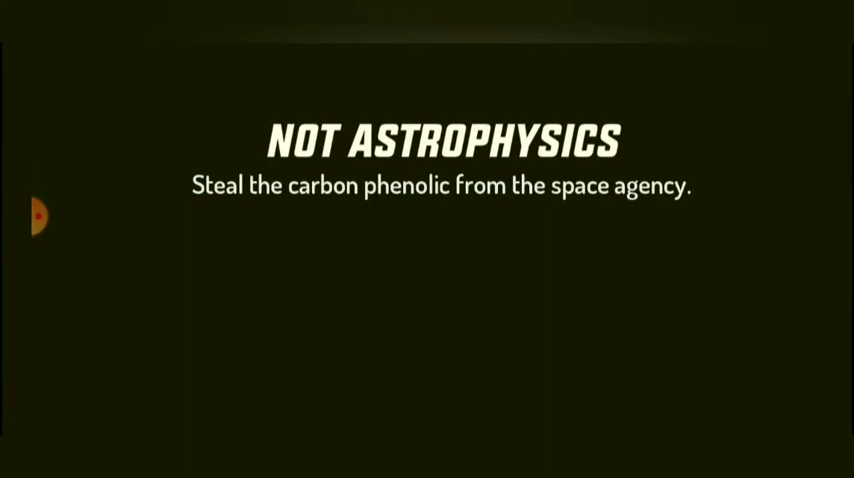 NOT ASTROPHYSICS
Steal the carbon phenolic from the space agency.